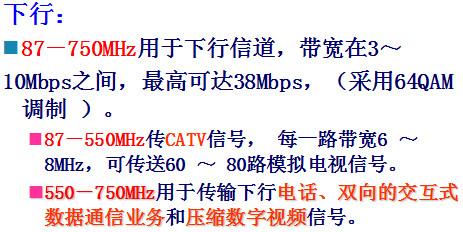 下行：
87－750MHz用于下行信道，带宽在3～
10Mbps之间，最高可达38Mbps，（采用64QAM
调制 ）。
87－550MHz传CATV信号， 每一路带宽6 ～
8MHz，可传送60 ～ 80路模拟电视信号。
550－750MHz用于传输下行电话、双向的交互式
数据通信业务和压缩数字视频信号。